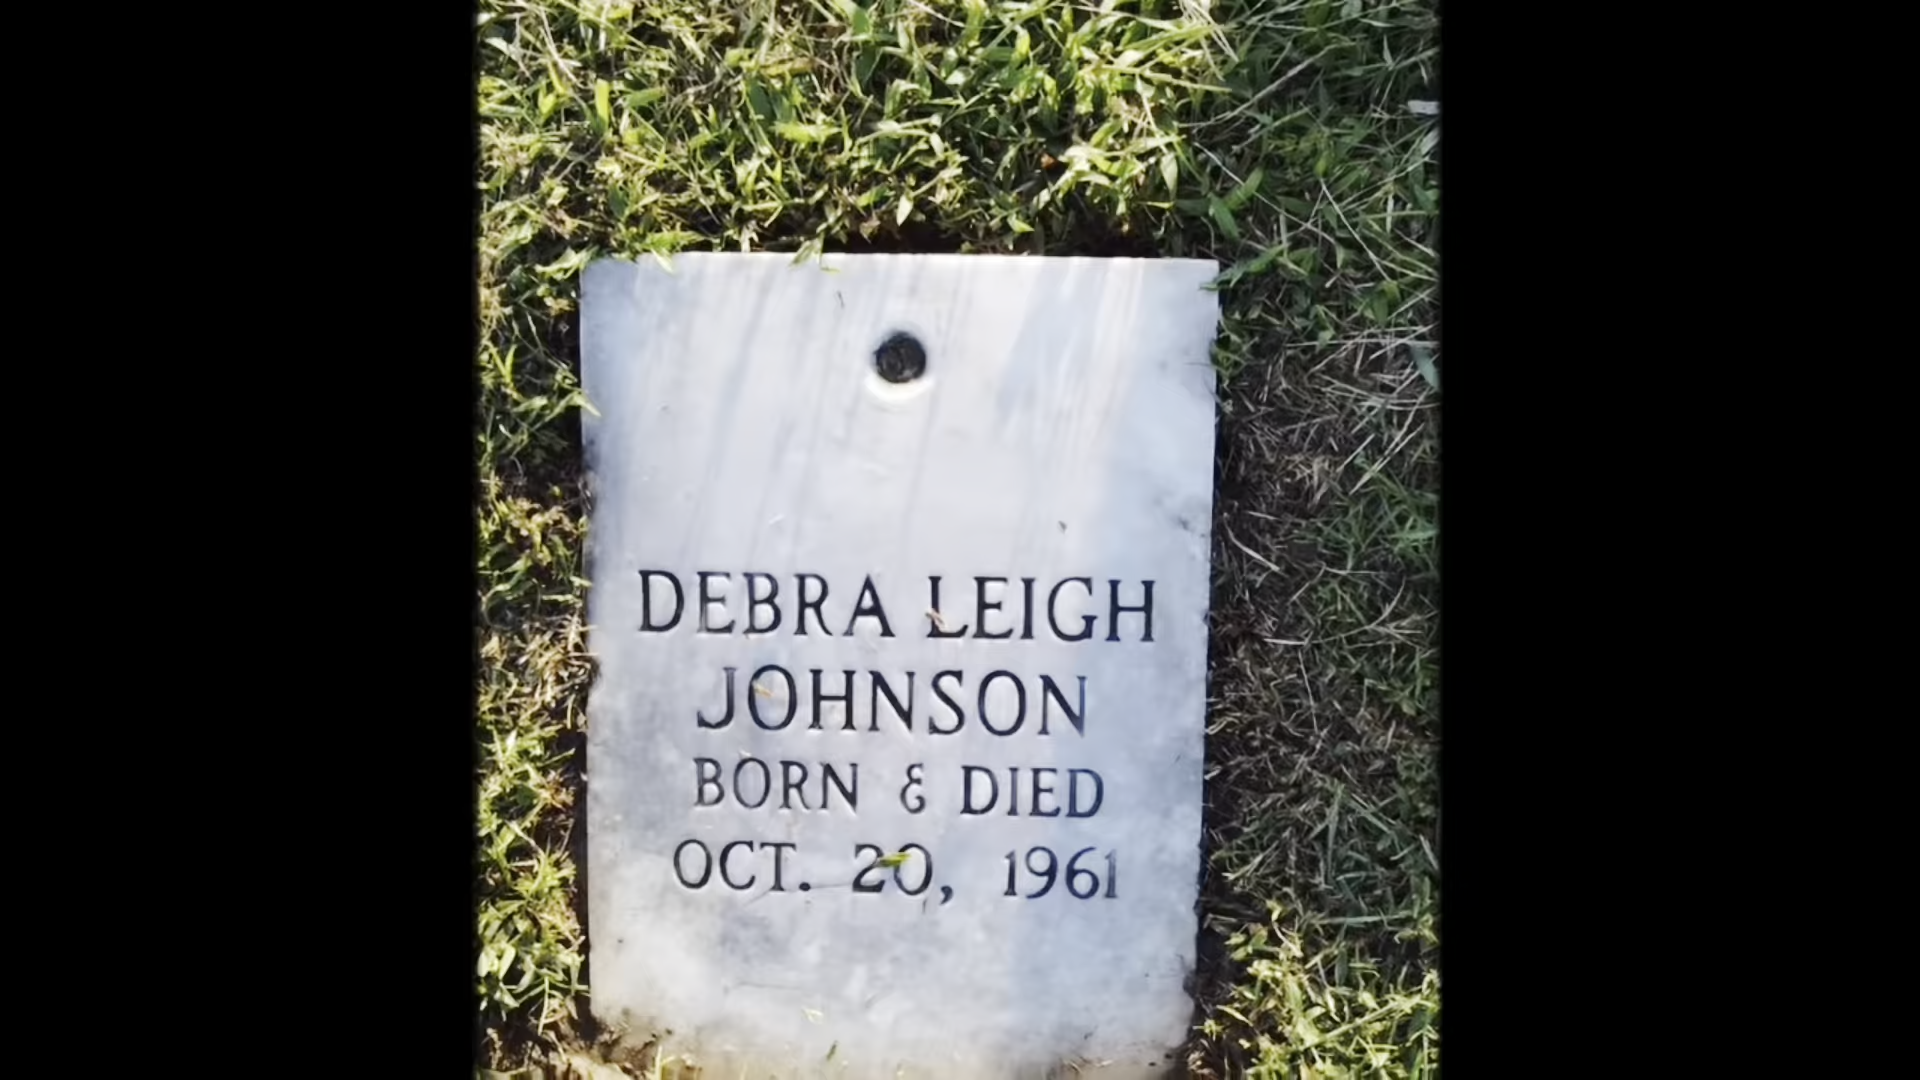 DEBRA LEIGH
JOHNSON
BORN & DIED
OCT. 20, 1961